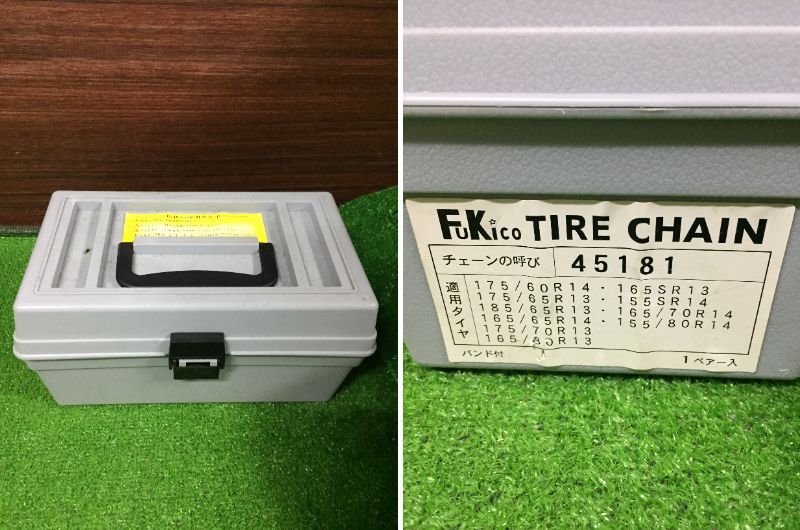 FuKico TIRE CHAIN
チェーンの呼び 45181
適用タイヤ
175/60R14・165SR13
175/65R13・155SR14
185/65R13・165/70R14
165/65R14・155/80R14
175/70R13
165/80R13
バンド付 1ペアー入